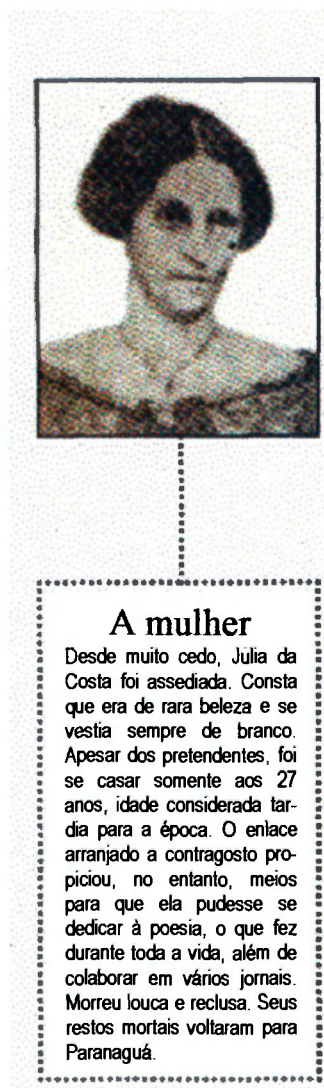 A mulher
Desde muito cedo, Julia da
Costa foi assediada. Consta
que era de rara beleza e se
vestia sempre de branco.
Apesar dos pretendentes, foi
se casar somente aos 27
anos, idade considerada tar-
dia para a época. O enlace
arranjado a contragosto pro-
piciou, no entanto, meios
para que ela pudesse se
dedicar à poesia, o que fez
durante toda a vida, além de
colaborar em vários jornais.
Morreu louca e reclusa. Seus
restos mortais voltaram para
Paranaguá.